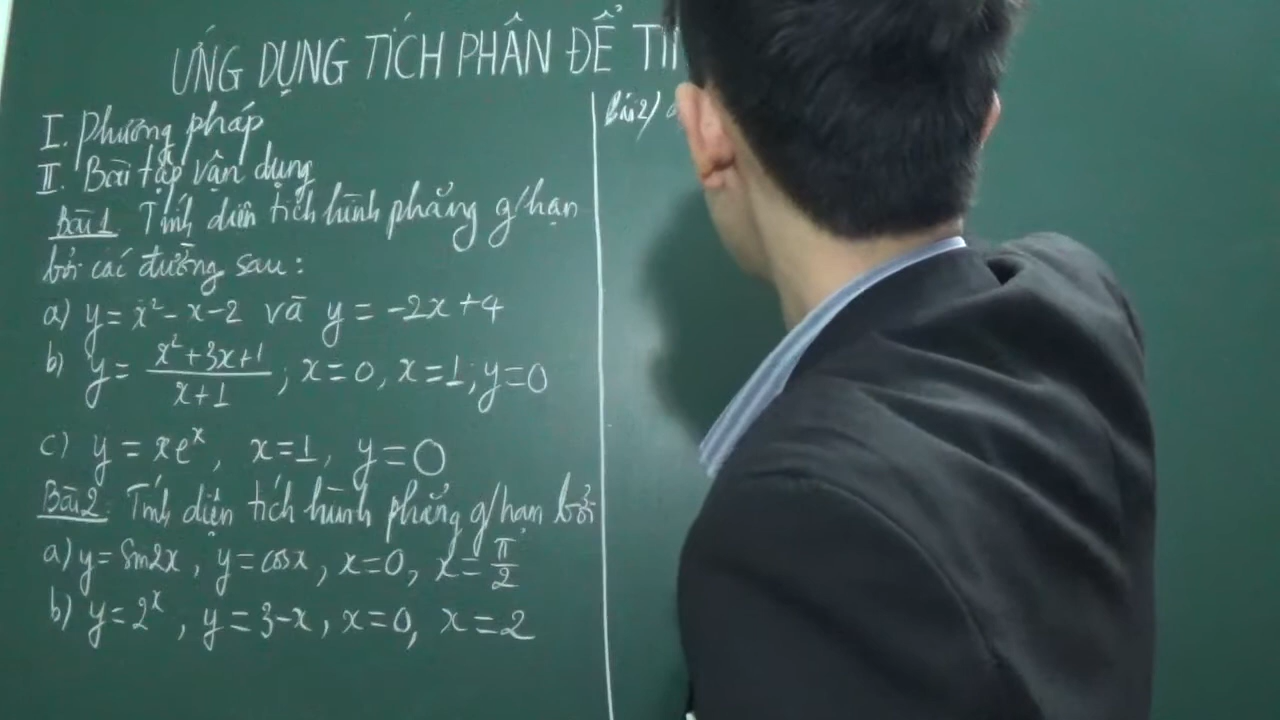 ỨNG DỤNG TÍCH PHÂN ĐỂ
I. Phương pháp
II. Bài tập vận dụng
Bài 1 Tính diện tích hình phẳng g/hạn
bởi các đường sau:
a) y = x² - x - 2 và y = -2x + 4
b) y = (x² + 3x + 1)/(x + 1) ; x = 0, x = 1, y = 0
c) y = xeˣ, x = 1, y = 0
Bài 2: Tính diện tích hình phẳng g/hạn bởi
a) y = sin2x, y = cosx, x = 0, x = π/2
b) y = 2ˣ, y = 3 - x, x = 0, x = 2
Bài 2)